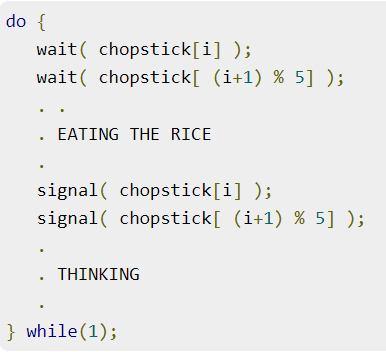 do {
wait( chopstick[i] );
wait( chopstick[ (i+1) % 5] );
. .
. EATING THE RICE
.
signal( chopstick[i] );
signal( chopstick[ (i+1) % 5] );
.
. THINKING
.
} while(1);